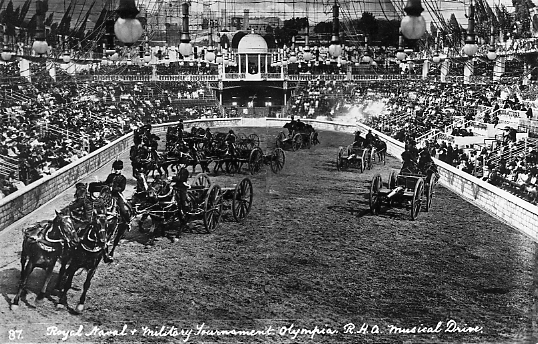 87. Royal Naval & Military Tournament Olympia. R.H.A. Musical Drive.